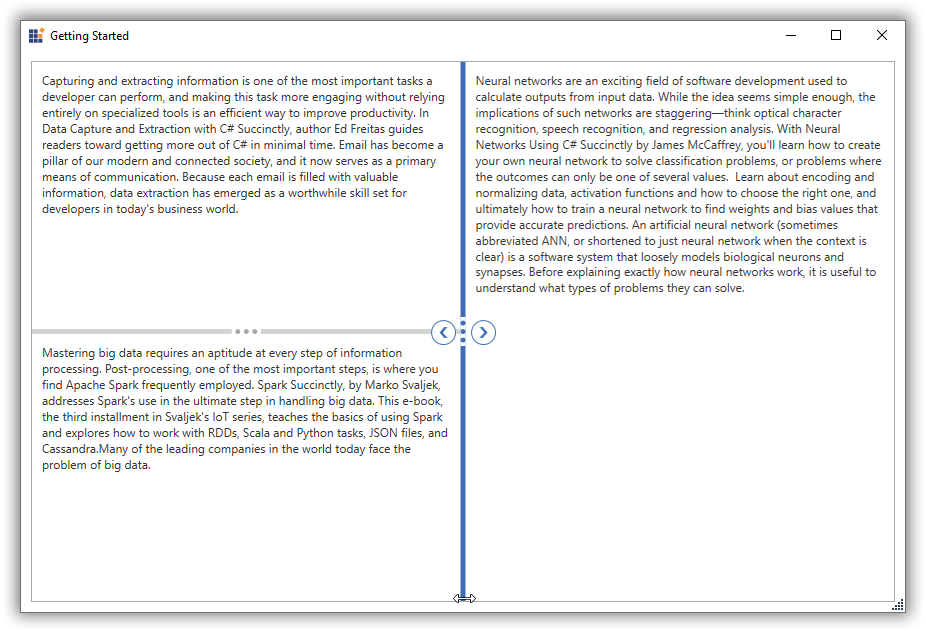 Getting Started
Capturing and extracting information is one of the most important tasks a
developer can perform, and making this task more engaging without relying
entirely on specialized tools is an efficient way to improve productivity. In
Data Capture and Extraction with C# Succinctly, author Ed Freitas guides
readers toward getting more out of C# in minimal time. Email has become a
pillar of our modern and connected society, and it now serves as a primary
means of communication. Because each email is filled with valuable
information, data extraction has emerged as a worthwhile skill set for
developers in today's business world.
Mastering big data requires an aptitude at every step of information
processing. Post-processing, one of the most important steps, is where you
find Apache Spark frequently employed. Spark Succinctly, by Marko Svaljek,
addresses Spark's use in the ultimate step in handling big data. This e-book,
the third installment in Svaljek's IoT series, teaches the basics of using Spark
and explores how to work with RDDs, Scala and Python tasks, JSON files, and
Cassandra.Many of the leading companies in the world today face the
problem of big data.
Neural networks are an exciting field of software development used to
calculate outputs from input data. While the idea seems simple enough, the
implications of such networks are staggering—think optical character
recognition, speech recognition, and regression analysis. With Neural
Networks Using C# Succinctly by James McCaffrey, you'll learn how to create
your own neural network to solve classification problems, or problems where
the outcomes can only be one of several values.  Learn about encoding and
normalizing data, activation functions and how to choose the right one, and
ultimately how to train a neural network to find weights and bias values that
provide accurate predictions. An artificial neural network (sometimes
abbreviated ANN, or shortened to just neural network when the context is
clear) is a software system that loosely models biological neurons and
synapses. Before explaining exactly how neural networks work, it is useful to
understand what types of problems they can solve.